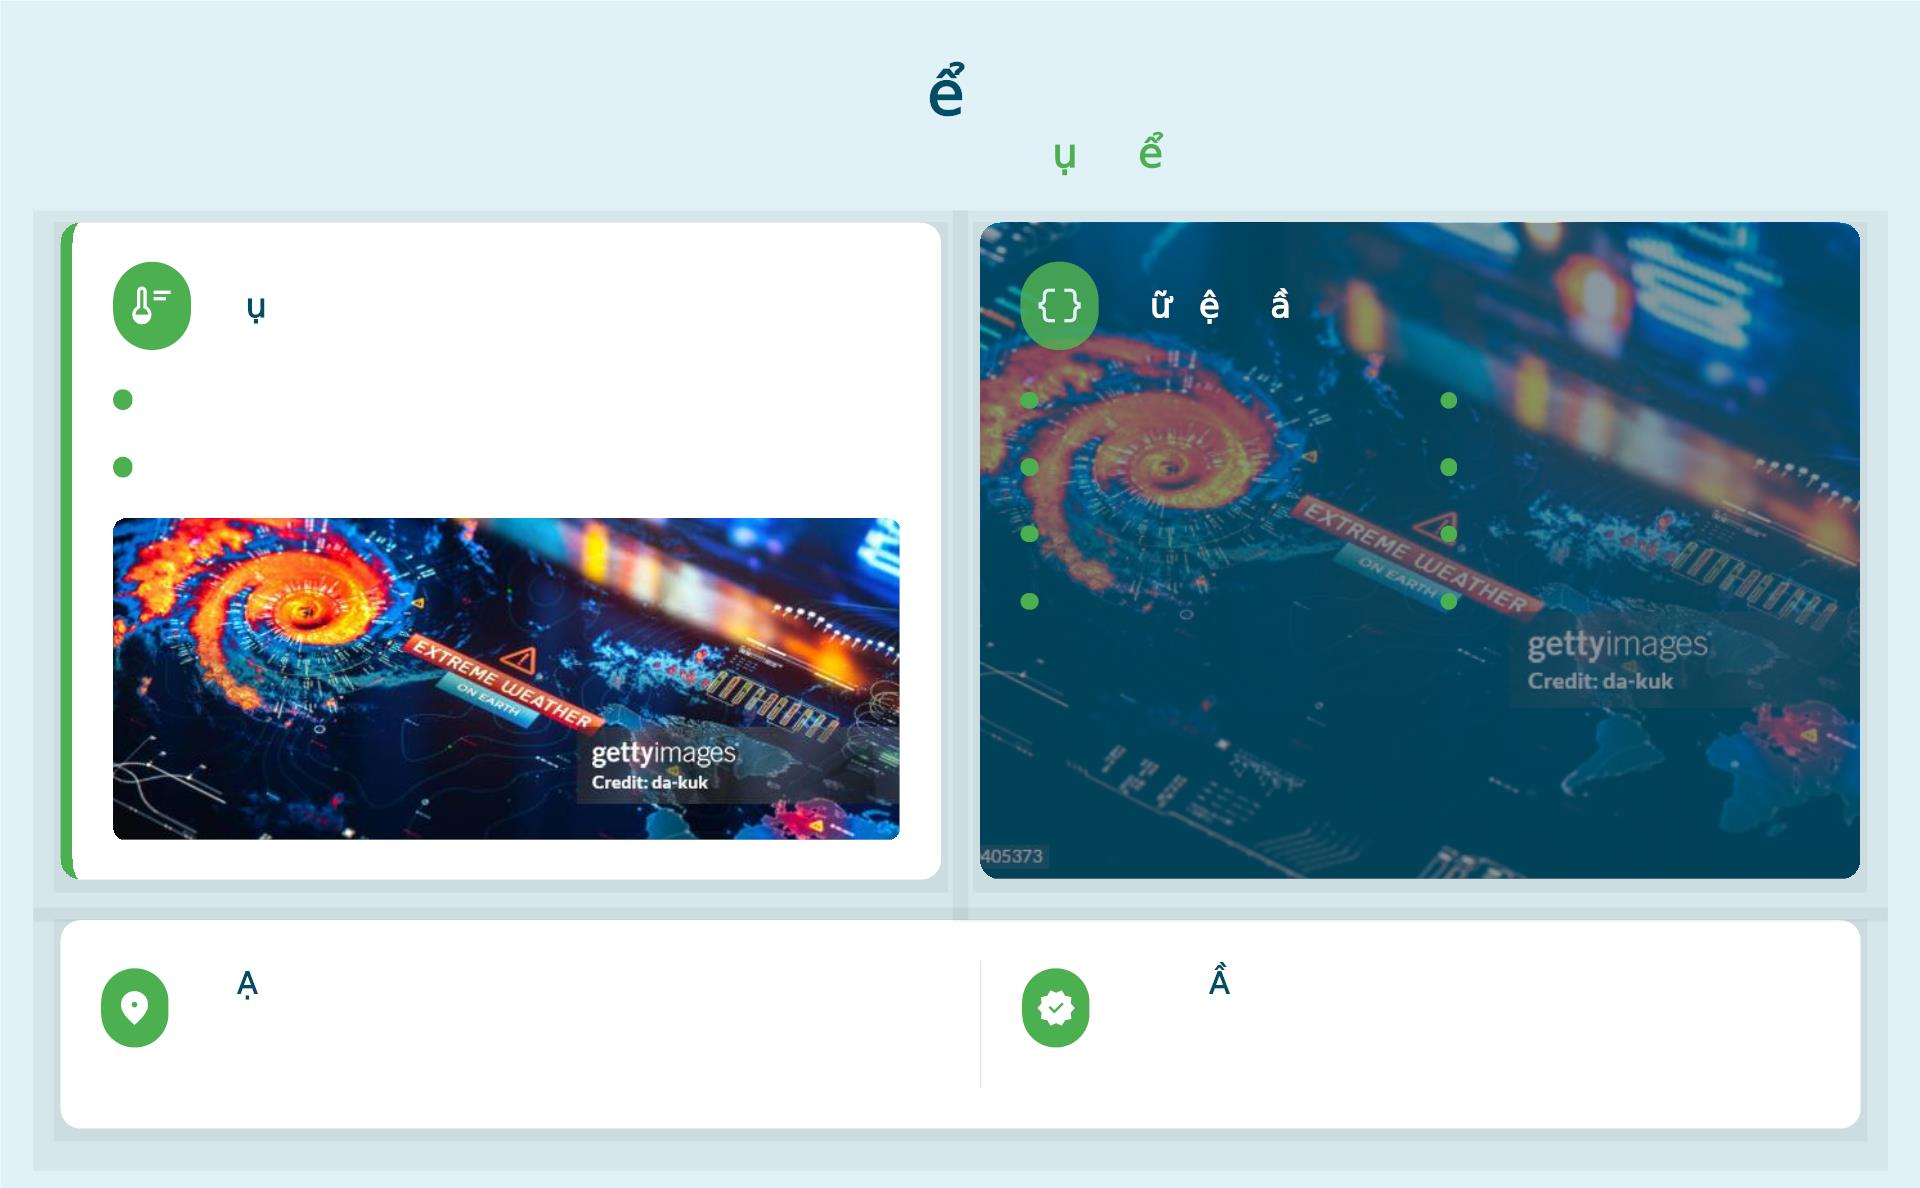 ể
ụ ể
ụ
EXTREME WEATHER
ON EARTH
gettyimages
Credit: da-kuk
ữ ệ ầ
EXTREME WEATHER
ON EARTH
gettyimages
Credit: da-kuk
405373
Ạ
Ầ